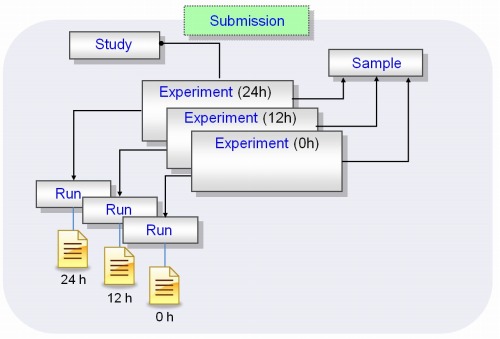 Submission
Study
Sample
Experiment (24h)
Experiment (12h)
Experiment (0h)
Run
Run
Run
24 h
12 h
0 h